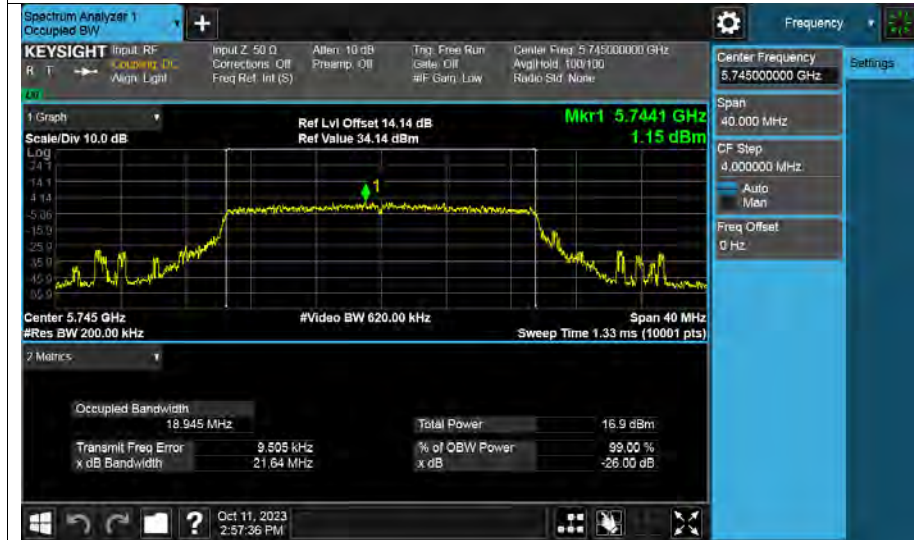 Spectrum Analyzer 1
Occupied BW
+
Frequency
KEYSIGHT Input: RF
R T
Coupling: DC
Align: Light
Input Z: 50 Ω
Corrections: Off
Freq Ref: Int (S)
Atten: 10 dB
Preamp: Off
Trig: Free Run
Gate: Off
#IF Gain: Low
Center Freq: 5.745000000 GHz
Avg|Hold: 100/100
Radio Std: None
Center Frequency
5.745000000 GHz
Settings
Span
40.000 MHz
CF Step
4.000000 MHz
Auto
Man
Freq Offset
0 Hz
1 Graph
Scale/Div 10.0 dB
Ref Lvl Offset 14.14 dB
Ref Value 34.14 dBm
Mkr1 5.7441 GHz
1.15 dBm
Log
24.1
14.1
4.14
-5.86
-15.9
-25.9
-35.9
-45.9
-55.9
1
Center 5.745 GHz
#Video BW 620.00 kHz
Span 40 MHz
#Res BW 200.00 kHz
Sweep Time 1.33 ms (10001 pts)
2 Metrics
Occupied Bandwidth
18.945 MHz
Total Power 16.9 dBm
Transmit Freq Error 9.505 kHz
% of OBW Power 99.00 %
x dB Bandwidth 21.64 MHz
x dB -26.00 dB
?
Oct 11, 2023
2:57:36 PM